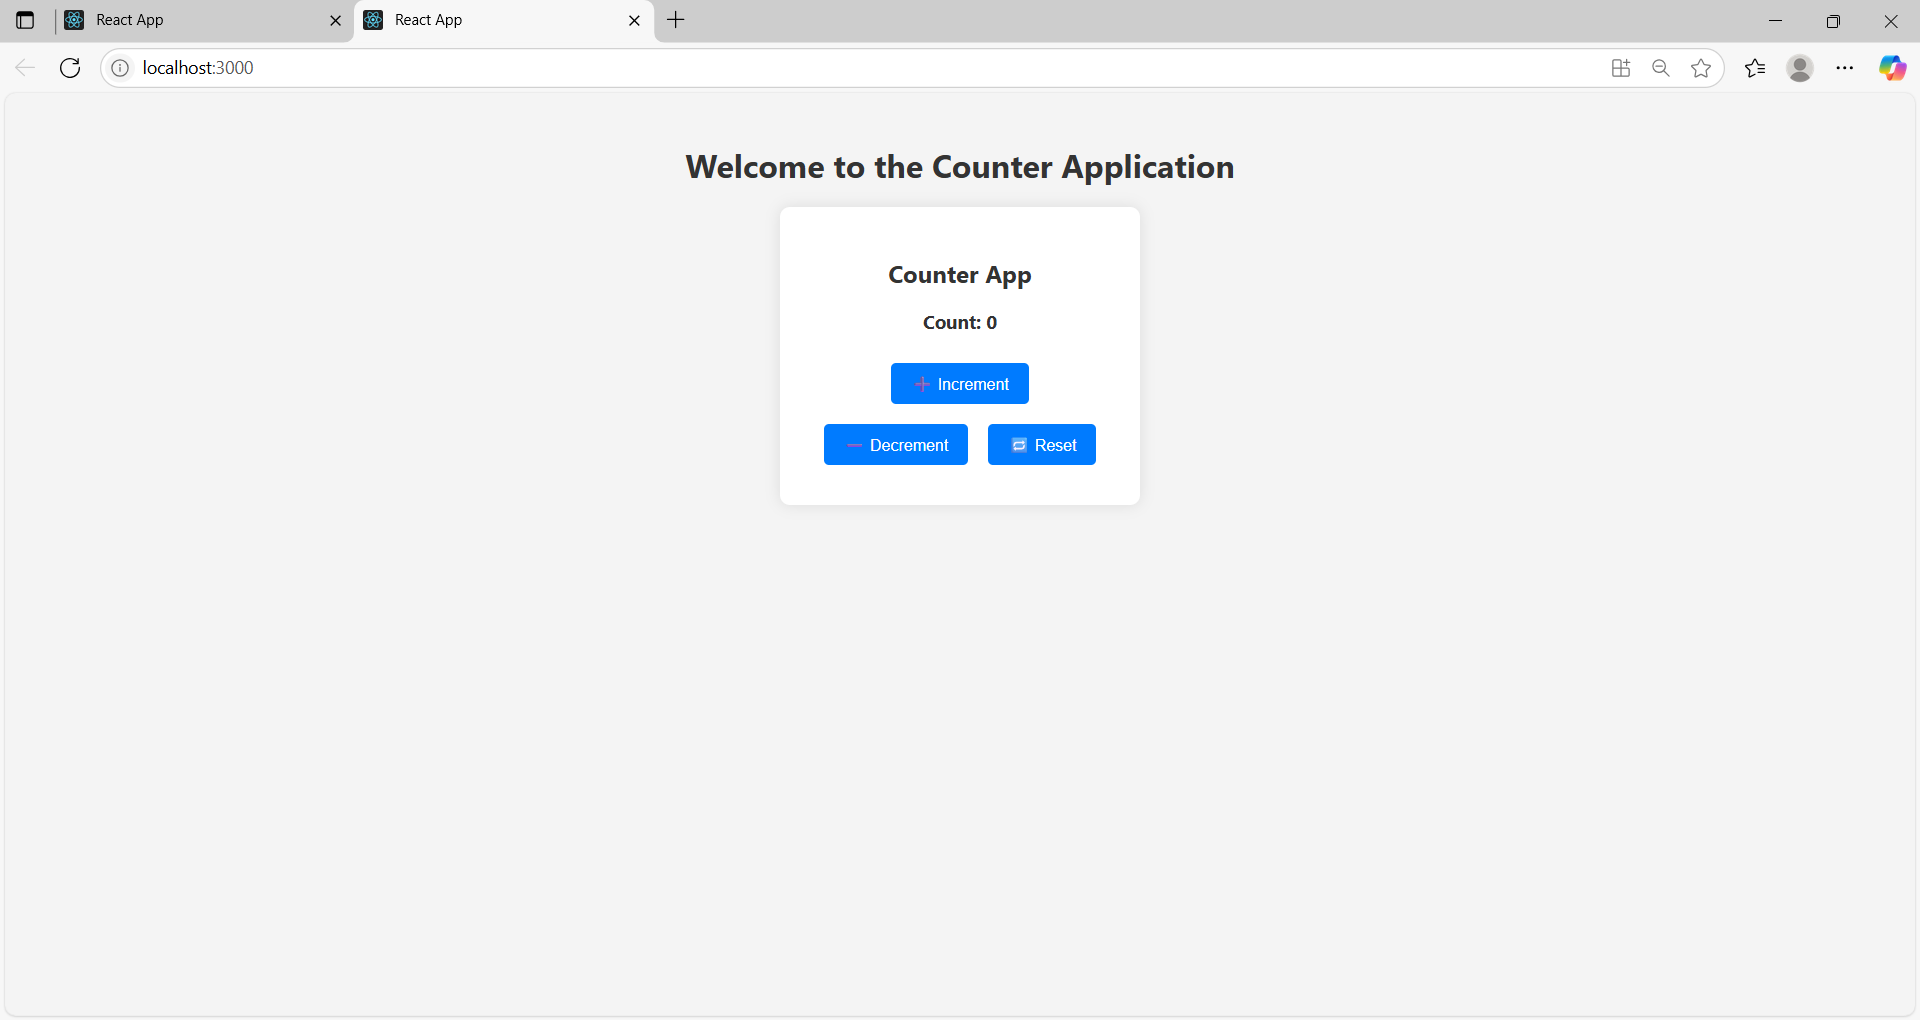 React App
React App
localhost:3000
Welcome to the Counter Application
Counter App
Count: 0
➕ Increment
➖ Decrement
🔁 Reset